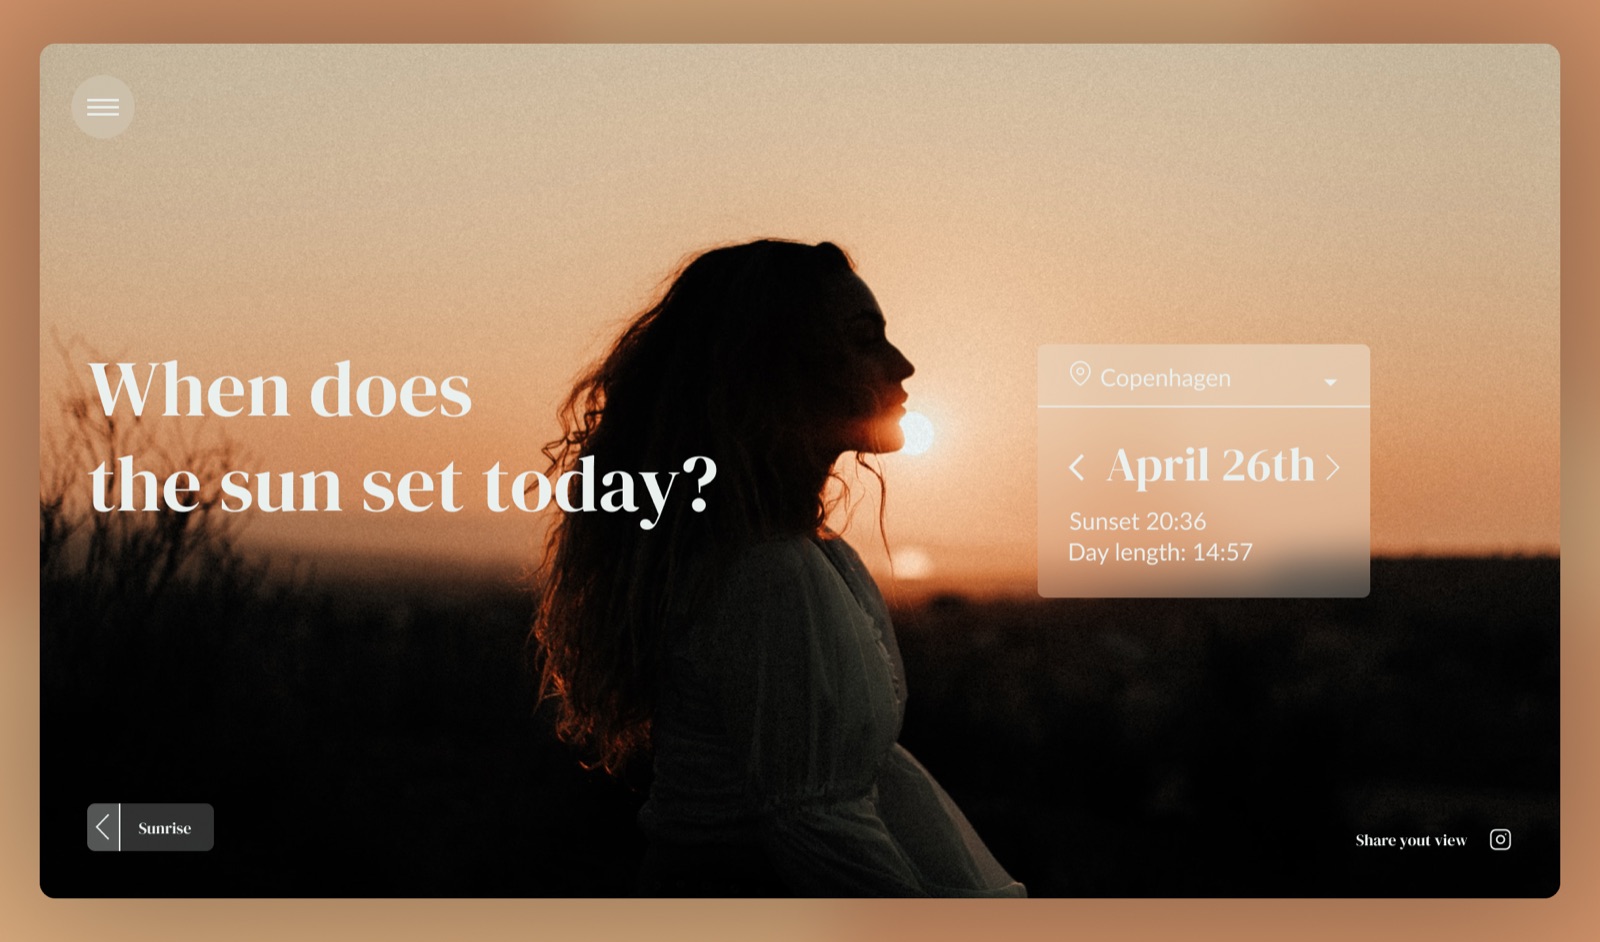 When does
the sun set today?
Copenhagen
April 26th
Sunset 20:36
Day length: 14:57
Sunrise
Share yout view